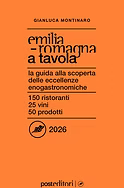 GIANLUCA MONTINARO
emilia
-romagna
a tavola
la guida alla scoperta
delle eccellenze
enogastronomiche
150 ristoranti
25 vini
50 prodotti
2026
posteditori